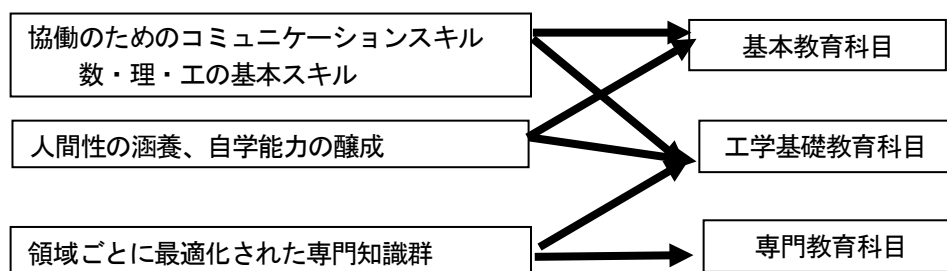 協働のためのコミュニケーションスキル
数・理・工の基本スキル
基本教育科目
人間性の涵養、自学能力の醸成
工学基礎教育科目
領域ごとに最適化された専門知識群
専門教育科目